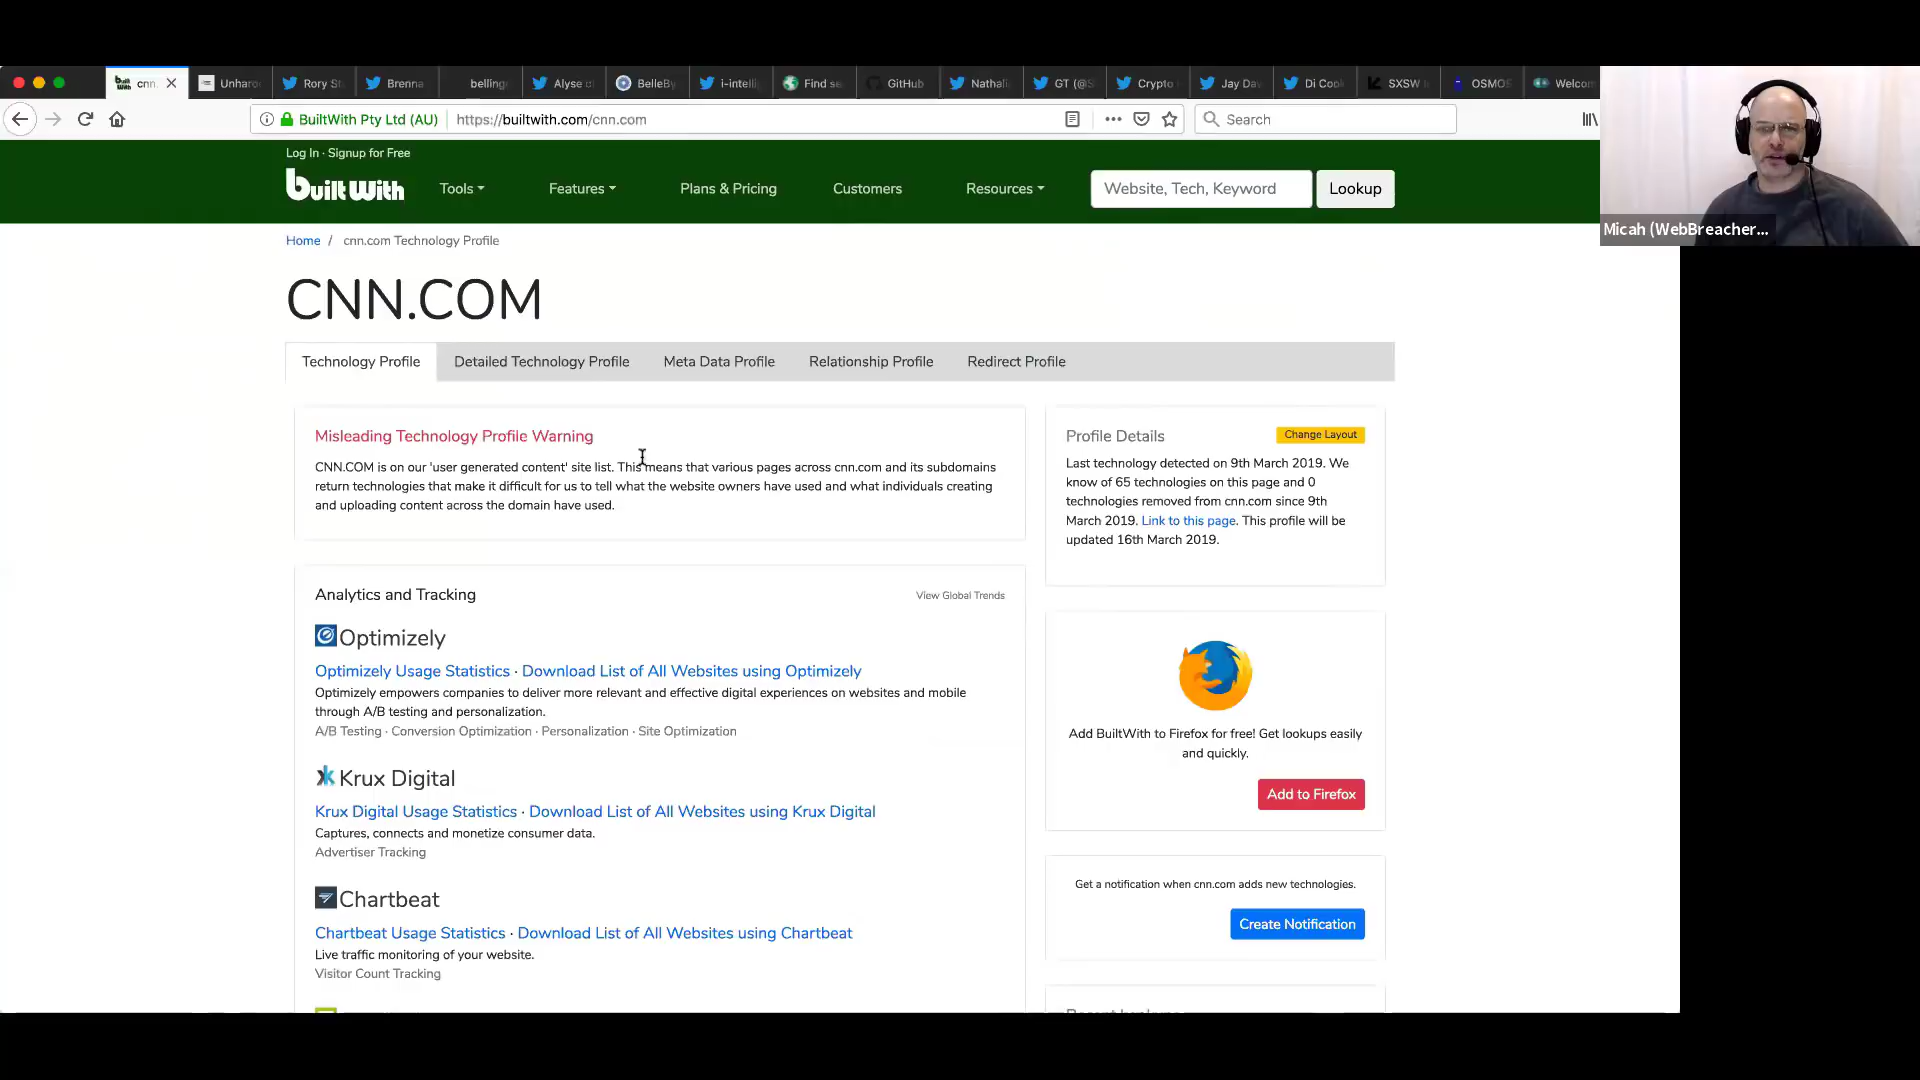 cnn.
Unharo
Rory St
Brenna
belling
Alyse c
BelleBy
i-intelli
Find se
GitHub
Nathali
GT (@S
Crypto
Jay Dav
Di Cook
SXSW I
OSMOS
Welcom
BuiltWith Pty Ltd (AU)
https://builtwith.com/cnn.com
Search
Micah (WebBreacher...
Log In · Signup for Free
built with
Tools
Features
Plans & Pricing
Customers
Resources
Website, Tech, Keyword
Lookup
Home / cnn.com Technology Profile
CNN.COM
Technology Profile
Detailed Technology Profile
Meta Data Profile
Relationship Profile
Redirect Profile
Misleading Technology Profile Warning
CNN.COM is on our 'user generated content' site list. This means that various pages across cnn.com and its subdomains
return technologies that make it difficult for us to tell what the website owners have used and what individuals creating
and uploading content across the domain have used.
Profile Details
Change Layout
Last technology detected on 9th March 2019. We
know of 65 technologies on this page and 0
technologies removed from cnn.com since 9th
March 2019. Link to this page. This profile will be
updated 16th March 2019.
Analytics and Tracking
View Global Trends
Optimizely
Optimizely Usage Statistics · Download List of All Websites using Optimizely
Optimizely empowers companies to deliver more relevant and effective digital experiences on websites and mobile
through A/B testing and personalization.
A/B Testing · Conversion Optimization · Personalization · Site Optimization
Krux Digital
Krux Digital Usage Statistics · Download List of All Websites using Krux Digital
Captures, connects and monetize consumer data.
Advertiser Tracking
Chartbeat
Chartbeat Usage Statistics · Download List of All Websites using Chartbeat
Live traffic monitoring of your website.
Visitor Count Tracking
Add BuiltWith to Firefox for free! Get lookups easily
and quickly.
Add to Firefox
Get a notification when cnn.com adds new technologies.
Create Notification